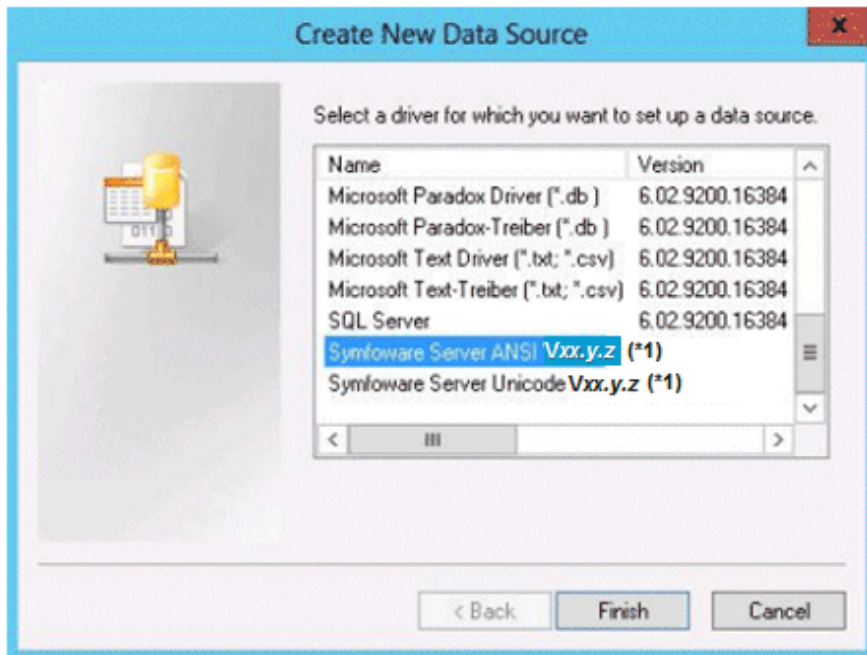 Create New Data Source
x
Select a driver for which you want to set up a data source.
Name Version
Microsoft Paradox Driver (*.db ) 6.02.9200.16384
Microsoft Paradox-Treiber (*.db ) 6.02.9200.16384
Microsoft Text Driver (*.txt; *.csv) 6.02.9200.16384
Microsoft Text-Treiber (*.txt; *.csv) 6.02.9200.16384
SQL Server 6.02.9200.16384
Symfoware Server ANSI Vxx.y.z (*1)
Symfoware Server Unicode Vxx.y.z (*1)
< Back Finish Cancel